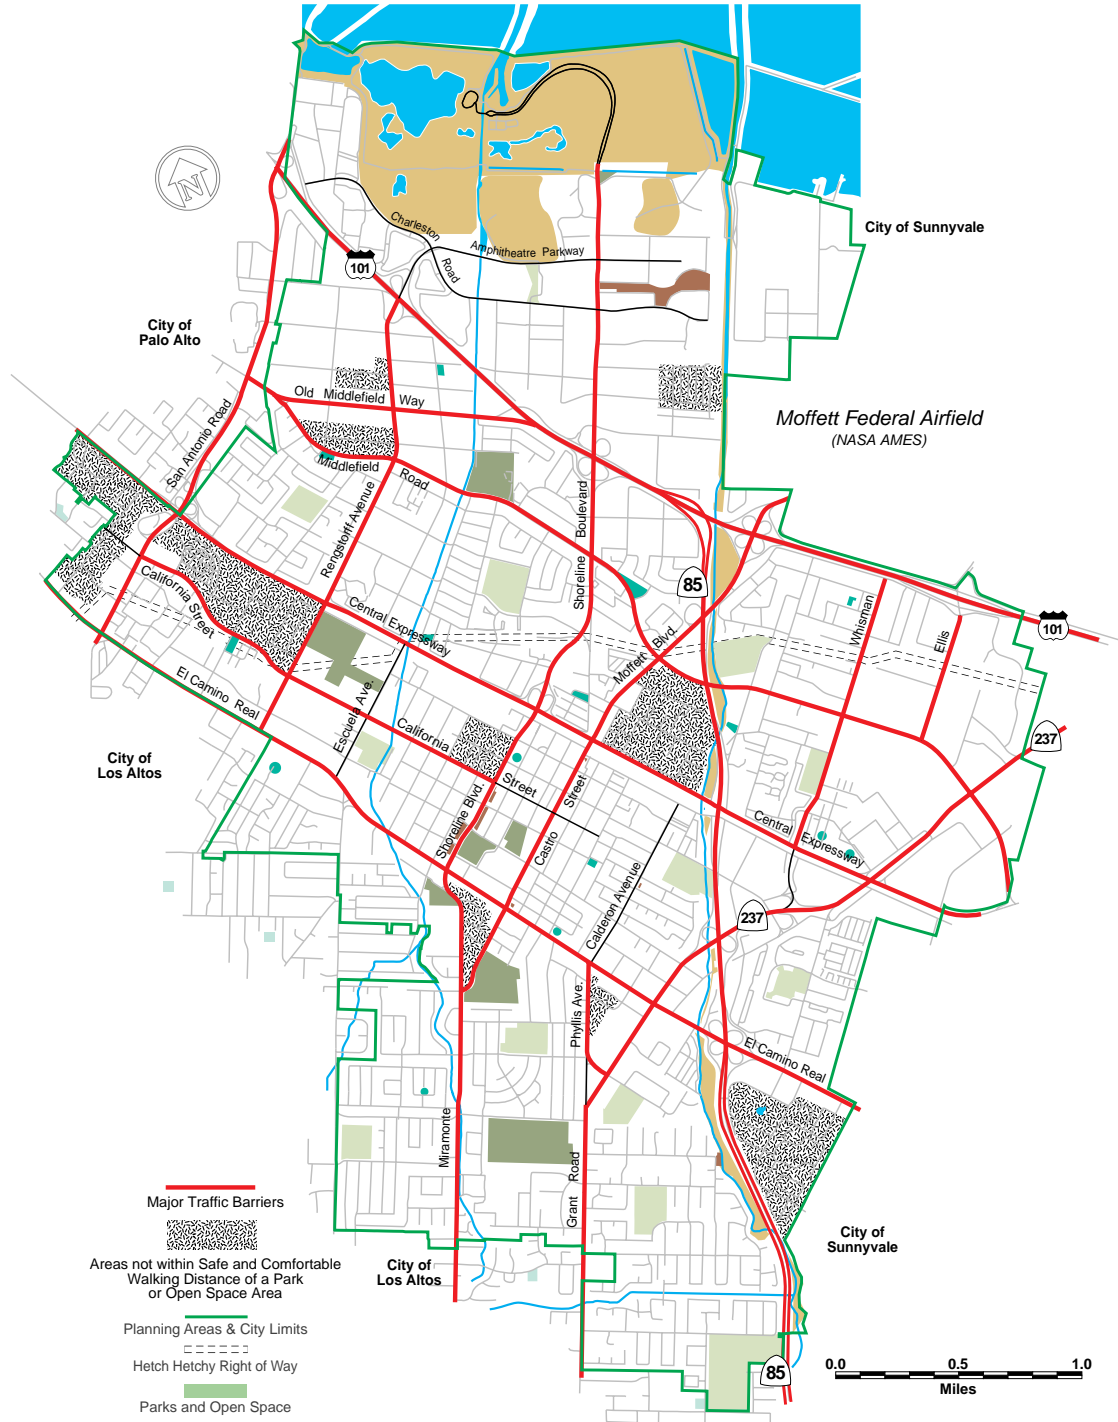 N
City of Sunnyvale
Charleston
Road
Amphitheatre Parkway
101
City of
Palo Alto
Old Middlefield Way
Moffett Federal Airfield
(NASA AMES)
San Antonio Road
Middlefield Road
Rengstorff Avenue
Shoreline Boulevard
85
California Street
Central Expressway
Whisman
Ellis
101
Moffett Blvd.
El Camino Real
Escuela Ave.
California Street
237
City of
Los Altos
Shoreline Blvd.
Castro Street
Central Expressway
Calderon Avenue
237
Phyllis Ave.
El Camino Real
Miramonte
Grant Road
Major Traffic Barriers
Areas not within Safe and Comfortable
Walking Distance of a Park
or Open Space Area
City of
Sunnyvale
City of
Los Altos
Planning Areas & City Limits
Hetch Hetchy Right of Way
Parks and Open Space
85
0.0 0.5 1.0
Miles